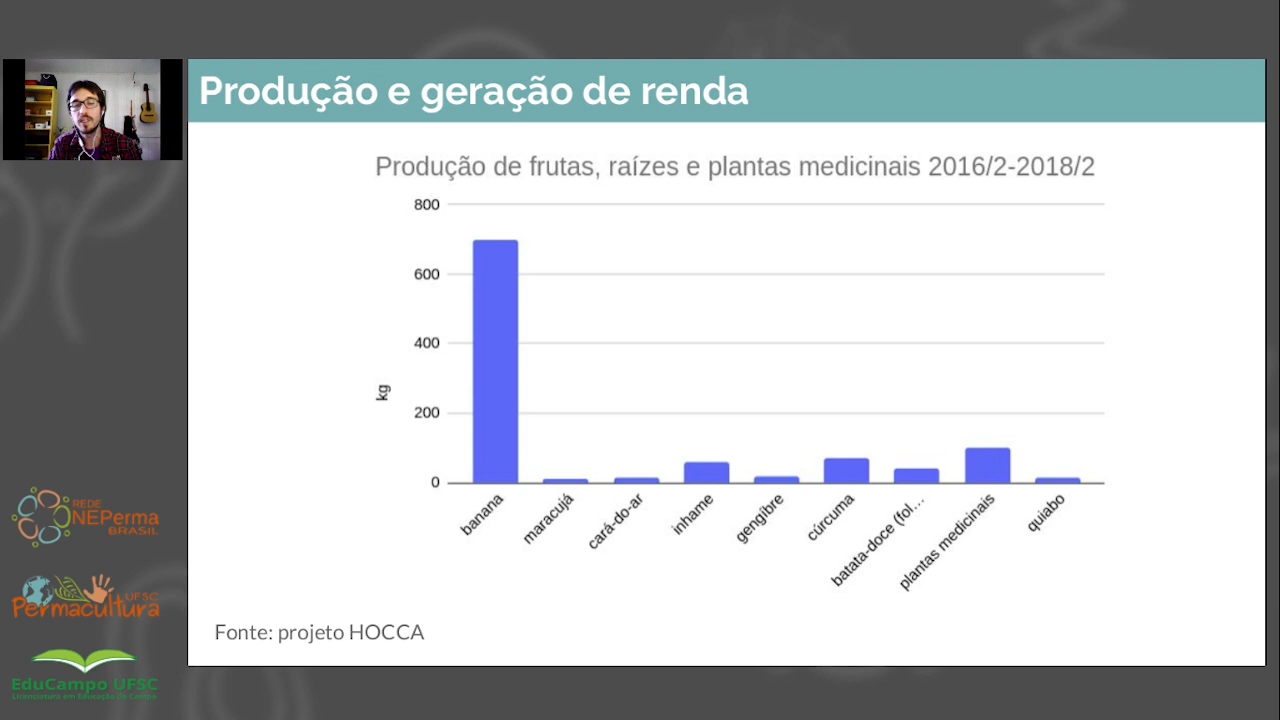 Produção e geração de renda
Produção de frutas, raízes e plantas medicinais 2016/2-2018/2
800
600
400
200
0
kg
banana
maracujá
cará-do-ar
inhame
gengibre
cúrcuma
batata-doce (fol...
plantas medicinais
quiabo
Fonte: projeto HOCCA
REDE
NEPerma
BRASIL
UFSC
Permacultura
EduCampo UFSC
Licenciatura em Educação do Campo